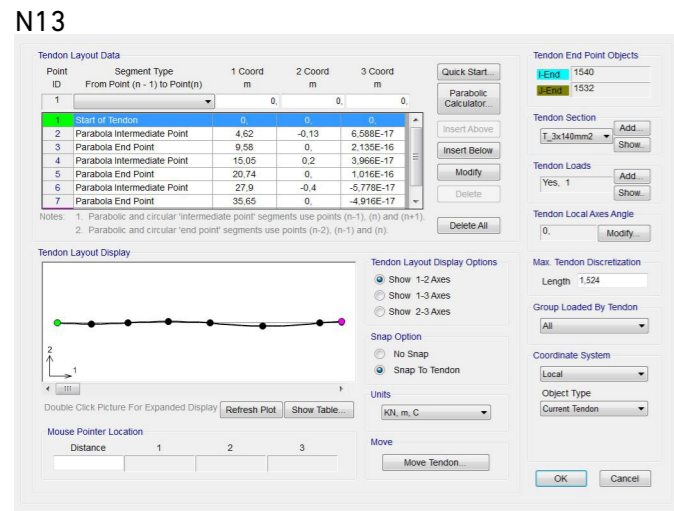 N13
Tendon Layout Data
Point Segment Type 1 Coord 2 Coord 3 Coord
ID From Point (n - 1) to Point(n) m m m
1 0, 0, 0,
1 Start of Tendon 0, 0, 0,
2 Parabola Intermediate Point 4,62 -0,13 6,588E-17
3 Parabola End Point 9,58 0, 2,135E-16
4 Parabola Intermediate Point 15,05 0,2 3,966E-17
5 Parabola End Point 20,74 0, 1,016E-16
6 Parabola Intermediate Point 27,9 -0,4 -5,778E-17
7 Parabola End Point 35,65 0, -4,916E-17
Notes: 1. Parabolic and circular 'intermediate point' segments use points (n-1), (n) and (n+1).
2. Parabolic and circular 'end point' segments use points (n-2), (n-1) and (n).
Quick Start...
Parabolic
Calculator...
Insert Above
Insert Below
Modify
Delete
Delete All
Tendon Layout Display
2
1
Double Click Picture For Expanded Display Refresh Plot Show Table...
Mouse Pointer Location
Distance 1 2 3
Tendon Layout Display Options
Show 1-2 Axes
Show 1-3 Axes
Show 2-3 Axes
Snap Option
No Snap
Snap To Tendon
Units
KN, m, C
Move
Move Tendon...
Tendon End Point Objects
I-End 1540
J-End 1532
Tendon Section
T_3x140mm2 Add...
Show..
Tendon Loads
Yes, 1 Add...
Show..
Tendon Local Axes Angle
0, Modify...
Max. Tendon Discretization
Length 1,524
Group Loaded By Tendon
All
Coordinate System
Local
Object Type
Current Tendon
OK Cancel